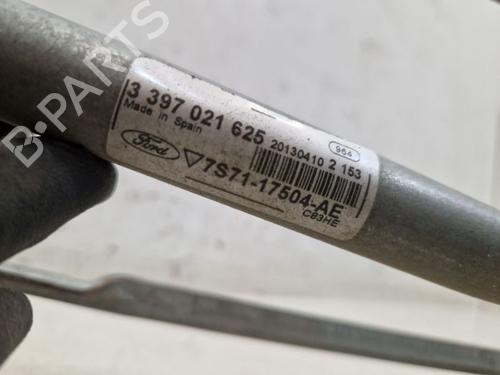 3 397 021 625 20130410 2 153
Made in Spain
964
Ford
7S71-17504-AE
C83HE
B-PARTS